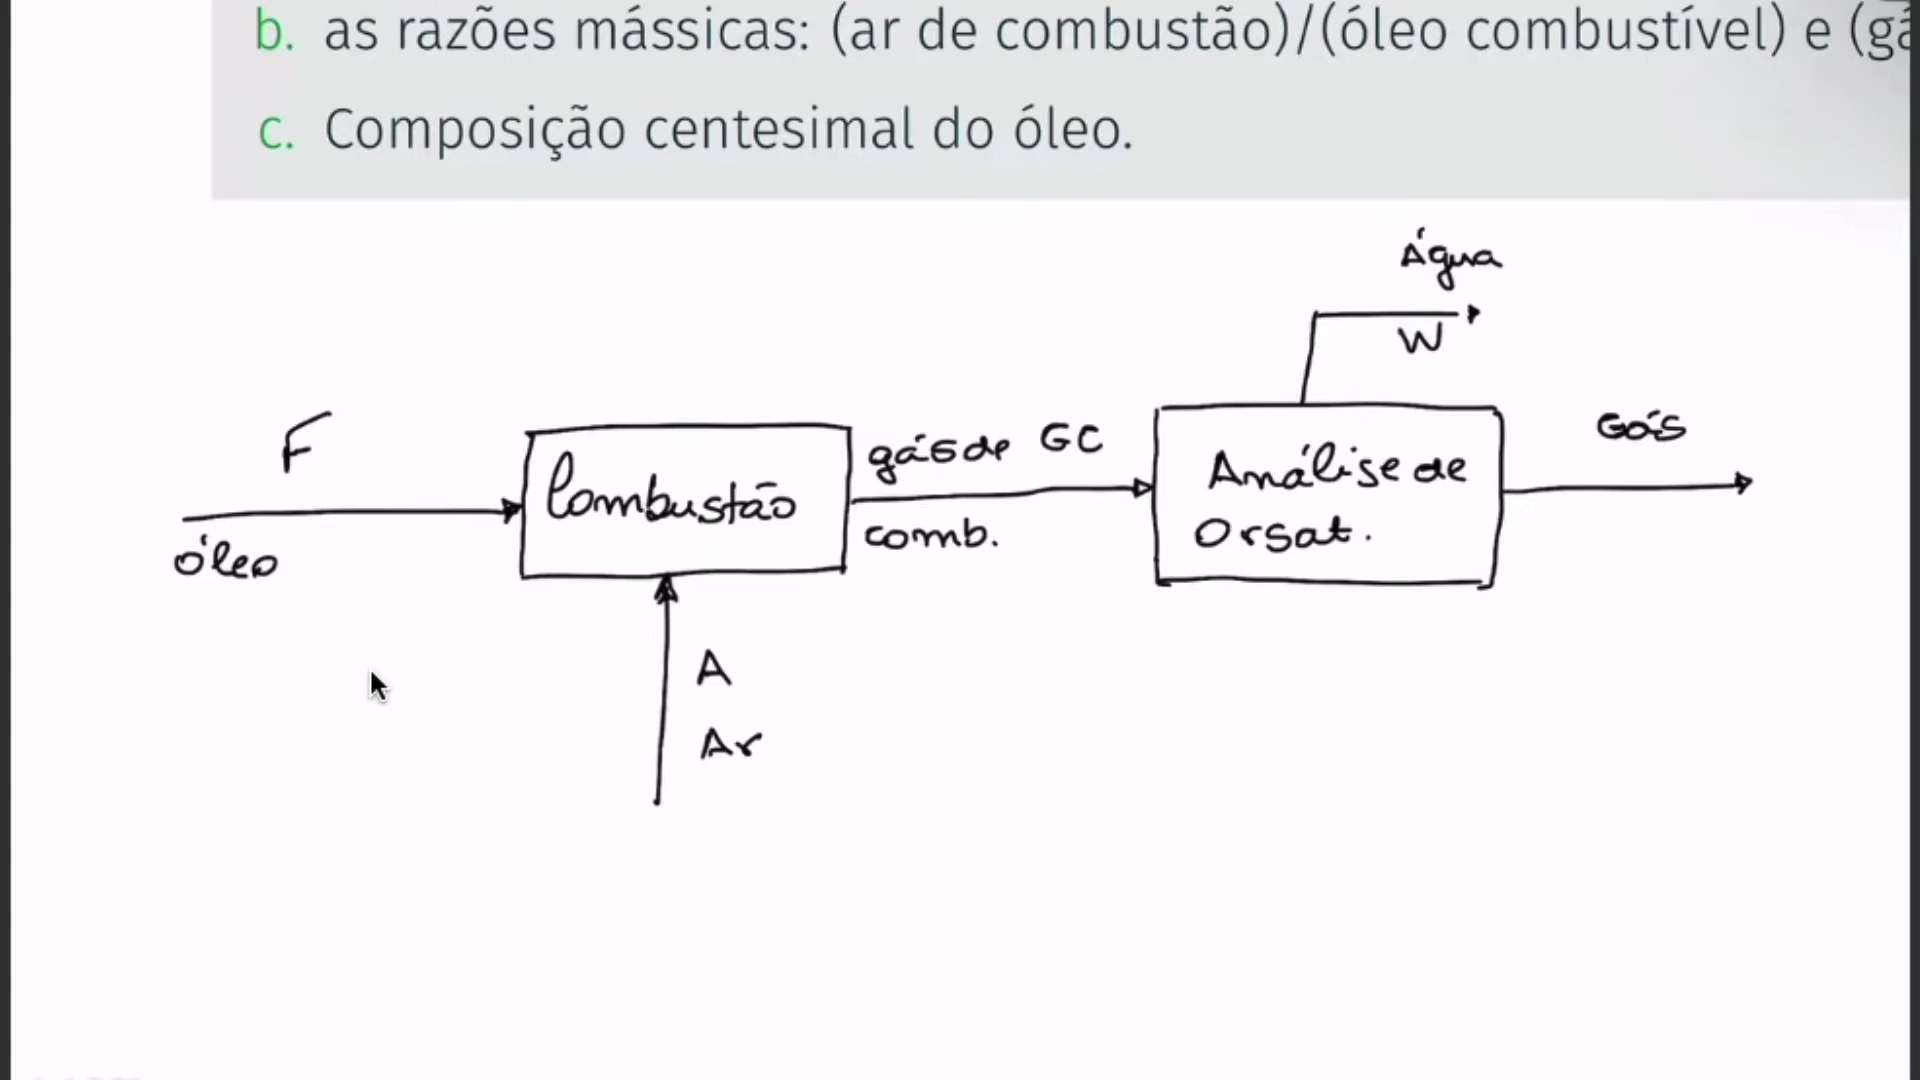 b. as razões mássicas: (ar de combustão)/(óleo combustível) e (gá
c. Composição centesimal do óleo.
Água
W
F
óleo
Combustão
gás de GC
comb.
Análise de
Orsat.
Gás
A
Ar